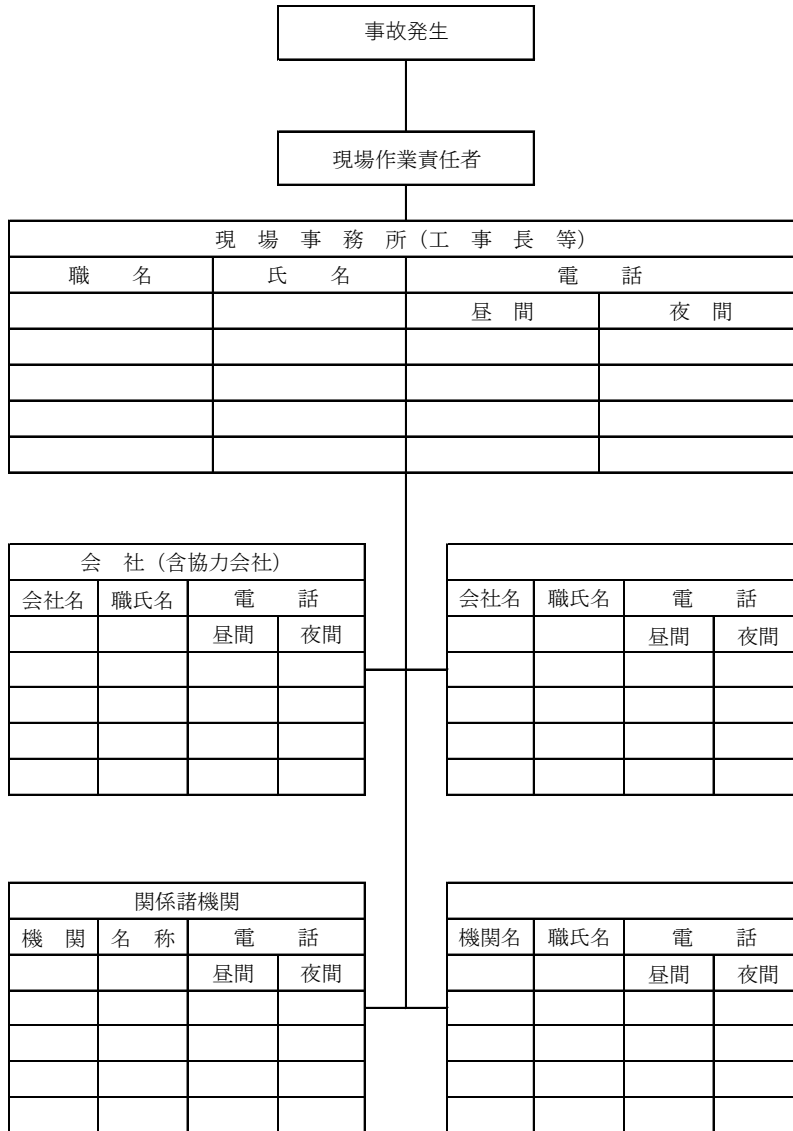 事故発生
現場作業責任者
現 場 事 務 所 (工 事 長 等)
職 名 氏 名 電 話
昼 間 夜 間
会 社 (含協力会社)
会社名 職氏名 電 話
昼間 夜間
会社名 職氏名 電 話
昼間 夜間
関係諸機関
機 関 名 称 電 話
昼間 夜間
機関名 職氏名 電 話
昼間 夜間